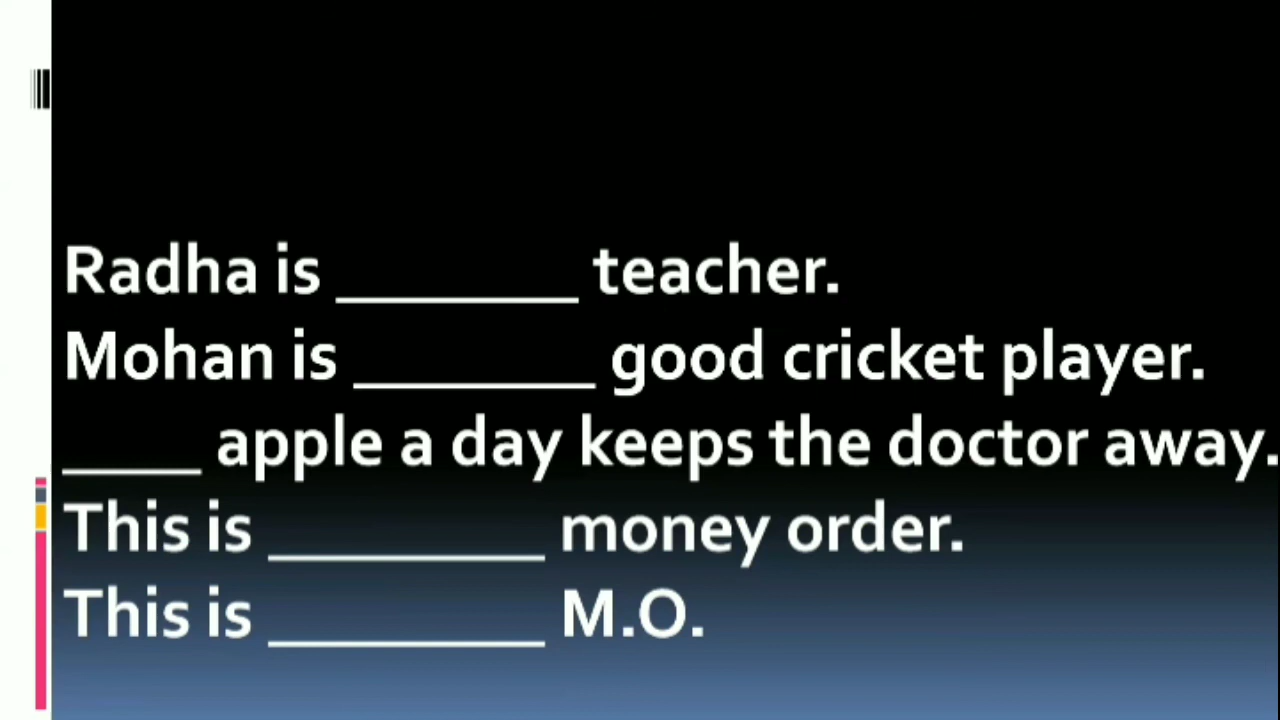 Radha is ________ teacher.
Mohan is ________ good cricket player.
____ apple a day keeps the doctor away.
This is _________ money order.
This is _________ M.O.